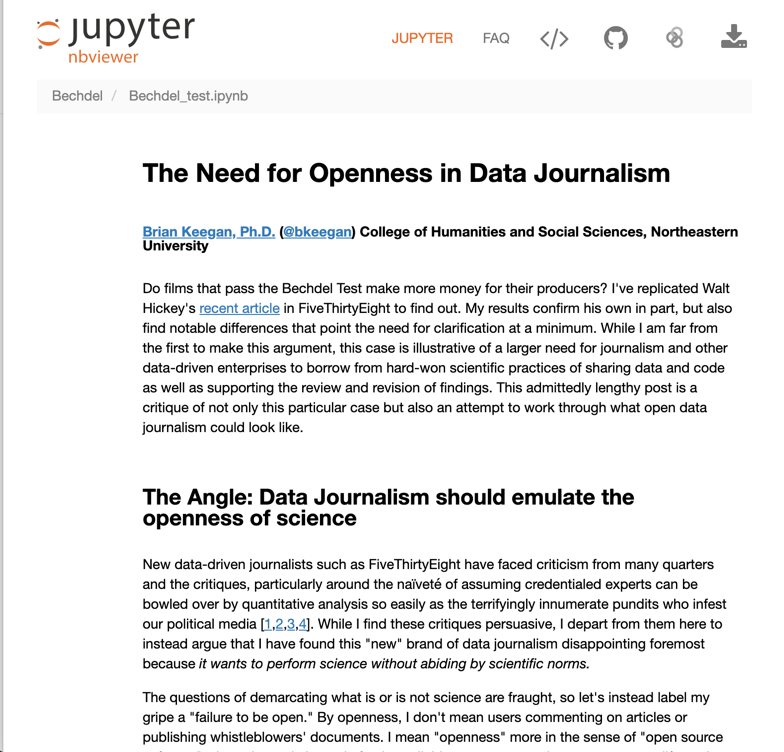 jupyter
nbviewer
JUPYTER FAQ </>
Bechdel / Bechdel_test.ipynb
The Need for Openness in Data Journalism
Brian Keegan, Ph.D. (@bkeegan) College of Humanities and Social Sciences, Northeastern
University
Do films that pass the Bechdel Test make more money for their producers? I've replicated Walt
Hickey's recent article in FiveThirtyEight to find out. My results confirm his own in part, but also
find notable differences that point the need for clarification at a minimum. While I am far from
the first to make this argument, this case is illustrative of a larger need for journalism and other
data-driven enterprises to borrow from hard-won scientific practices of sharing data and code
as well as supporting the review and revision of findings. This admittedly lengthy post is a
critique of not only this particular case but also an attempt to work through what open data
journalism could look like.
The Angle: Data Journalism should emulate the
openness of science
New data-driven journalists such as FiveThirtyEight have faced criticism from many quarters
and the critiques, particularly around the naïveté of assuming credentialed experts can be
bowled over by quantitative analysis so easily as the terrifyingly innumerate pundits who infest
our political media [1,2,3,4]. While I find these critiques persuasive, I depart from them here to
instead argue that I have found this "new" brand of data journalism disappointing foremost
because it wants to perform science without abiding by scientific norms.
The questions of demarcating what is or is not science are fraught, so let's instead label my
gripe a "failure to be open." By openness, I don't mean users commenting on articles or
publishing whistleblowers' documents. I mean "openness" more in the sense of "open source